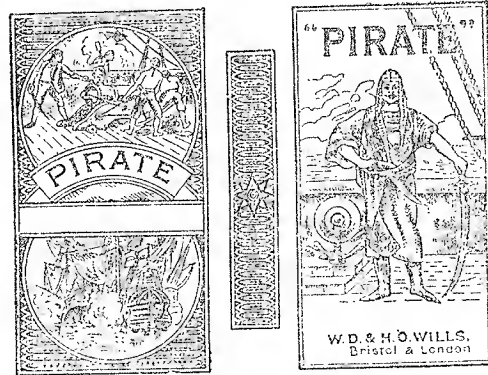 PIRATE
"PIRATE"
W.D. & H.O. WILLS.
Bristol & London